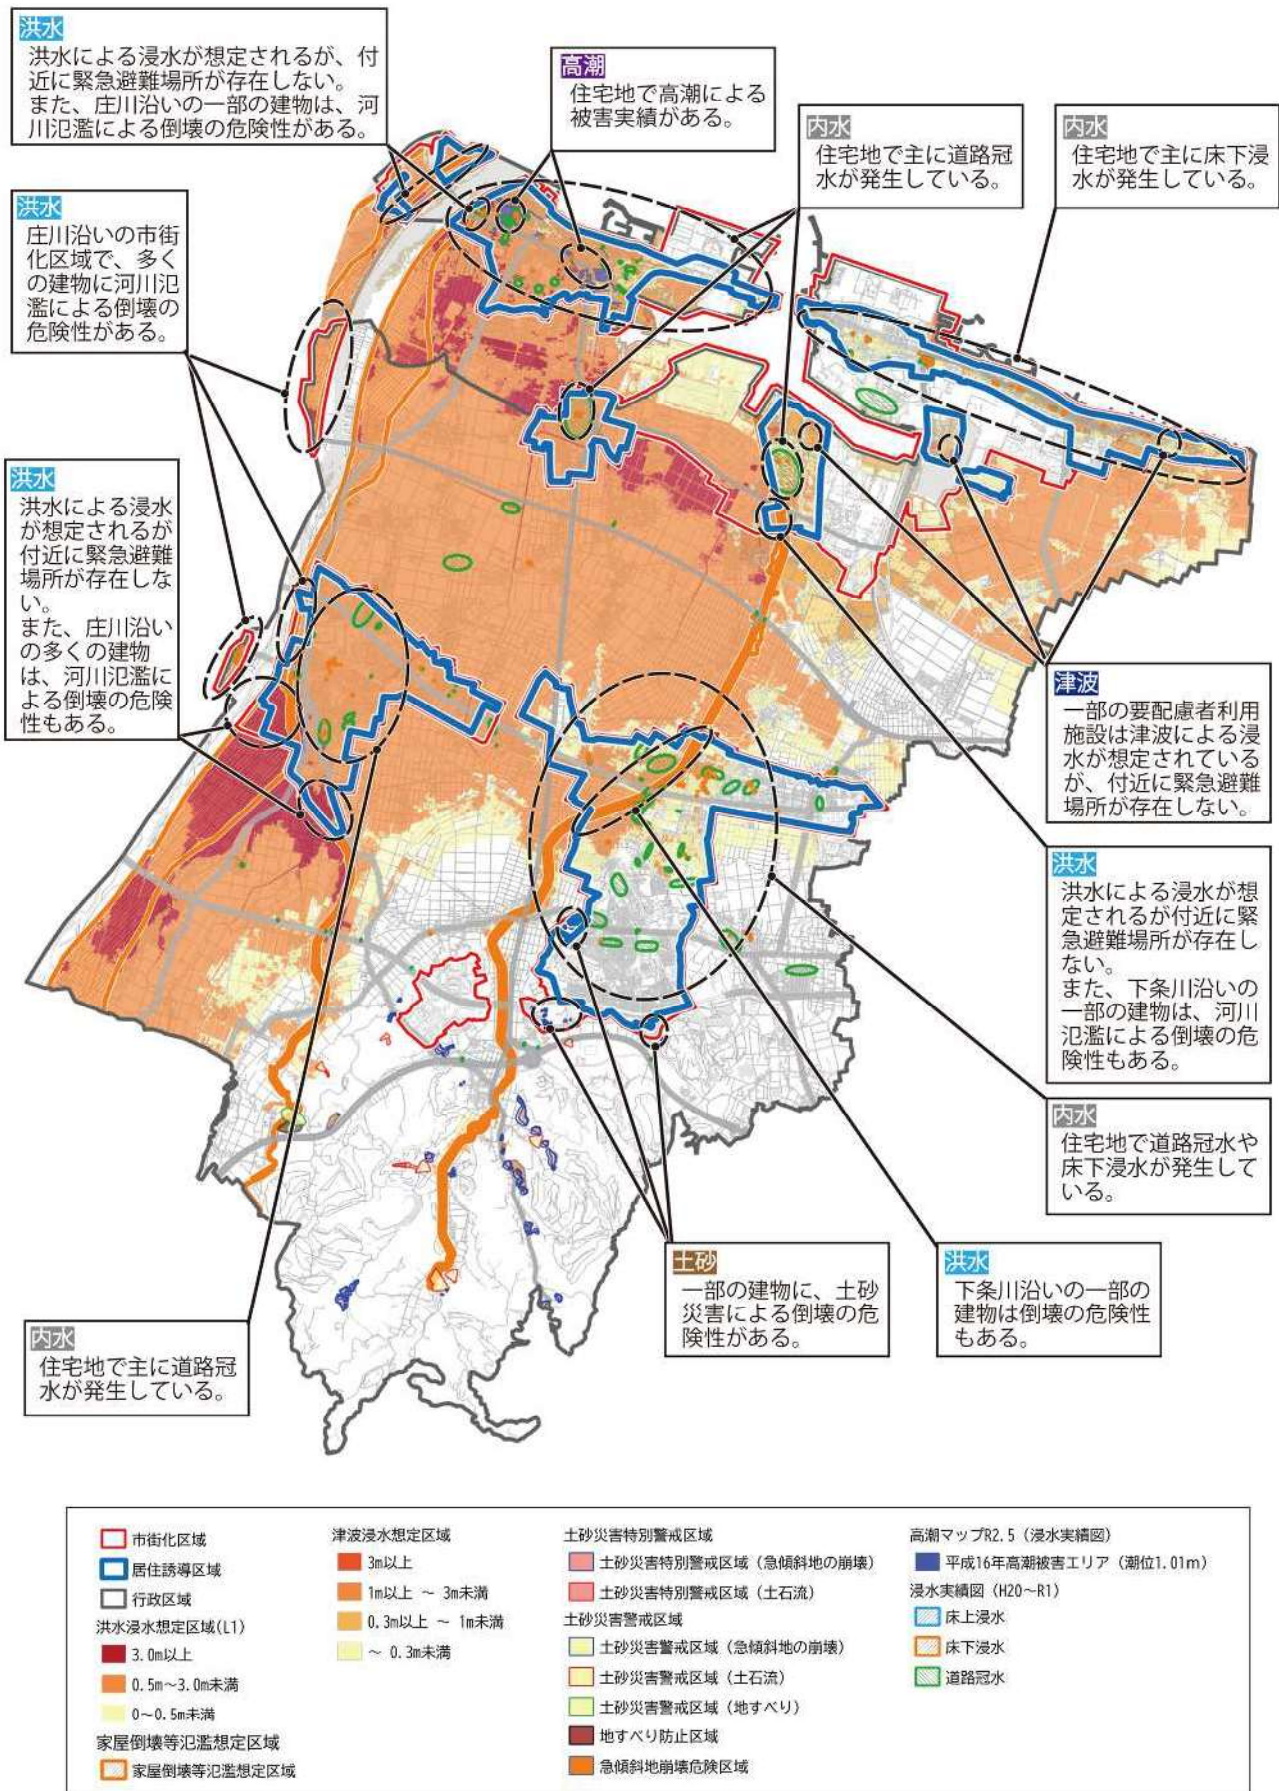 洪水
洪水による浸水が想定されるが、付
近に緊急避難場所が存在しない。
また、庄川沿いの一部の建物は、河
川氾濫による倒壊の危険性がある。
高潮
住宅地で高潮による
被害実績がある。
内水
住宅地で主に道路冠
水が発生している。
内水
住宅地で主に床下浸
水が発生している。
洪水
庄川沿いの市街
化区域で、多く
の建物に河川氾
濫による倒壊の
危険性がある。
洪水
洪水による浸水
が想定されるが
付近に緊急避難
場所が存在しな
い。
また、庄川沿い
の多くの建物
は、河川氾濫に
よる倒壊の危険
性もある。
津波
一部の要配慮者利用
施設は津波による浸
水が想定されている
が、付近に緊急避難
場所が存在しない。
洪水
洪水による浸水が想
定されるが付近に緊
急避難場所が存在し
ない。
また、下条川沿いの
一部の建物は、河川
氾濫による倒壊の危
険性もある。
内水
住宅地で道路冠水や
床下浸水が発生して
いる。
土砂
一部の建物に、土砂
災害による倒壊の危
険性がある。
洪水
下条川沿いの一部の
建物は倒壊の危険性
もある。
内水
住宅地で主に道路冠
水が発生している。
市街化区域
居住誘導区域
行政区域
洪水浸水想定区域(L1)
3.0m以上
0.5m～3.0m未満
0～0.5m未満
家屋倒壊等氾濫想定区域
家屋倒壊等氾濫想定区域
津波浸水想定区域
3m以上
1m以上 ～ 3m未満
0.3m以上 ～ 1m未満
～ 0.3m未満
土砂災害特別警戒区域
土砂災害特別警戒区域（急傾斜地の崩壊）
土砂災害特別警戒区域（土石流）
土砂災害警戒区域
土砂災害警戒区域（急傾斜地の崩壊）
土砂災害警戒区域（土石流）
土砂災害警戒区域（地すべり）
地すべり防止区域
急傾斜地崩壊危険区域
高潮マップR2.5（浸水実績図）
平成16年高潮被害エリア（潮位1.01m）
浸水実績図（H20～R1）
床上浸水
床下浸水
道路冠水